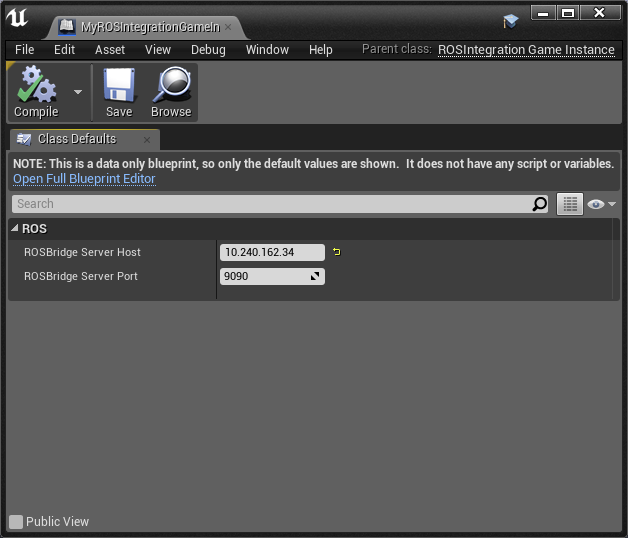 MyROSIntegrationGameIn
File Edit Asset View Debug Window Help Parent class: ROSIntegration Game Instance
Compile Save Browse
Class Defaults
NOTE: This is a data only blueprint, so only the default values are shown. It does not have any script or variables.
Open Full Blueprint Editor
Search
ROS
ROSBridge Server Host 10.240.162.34
ROSBridge Server Port 9090
Public View